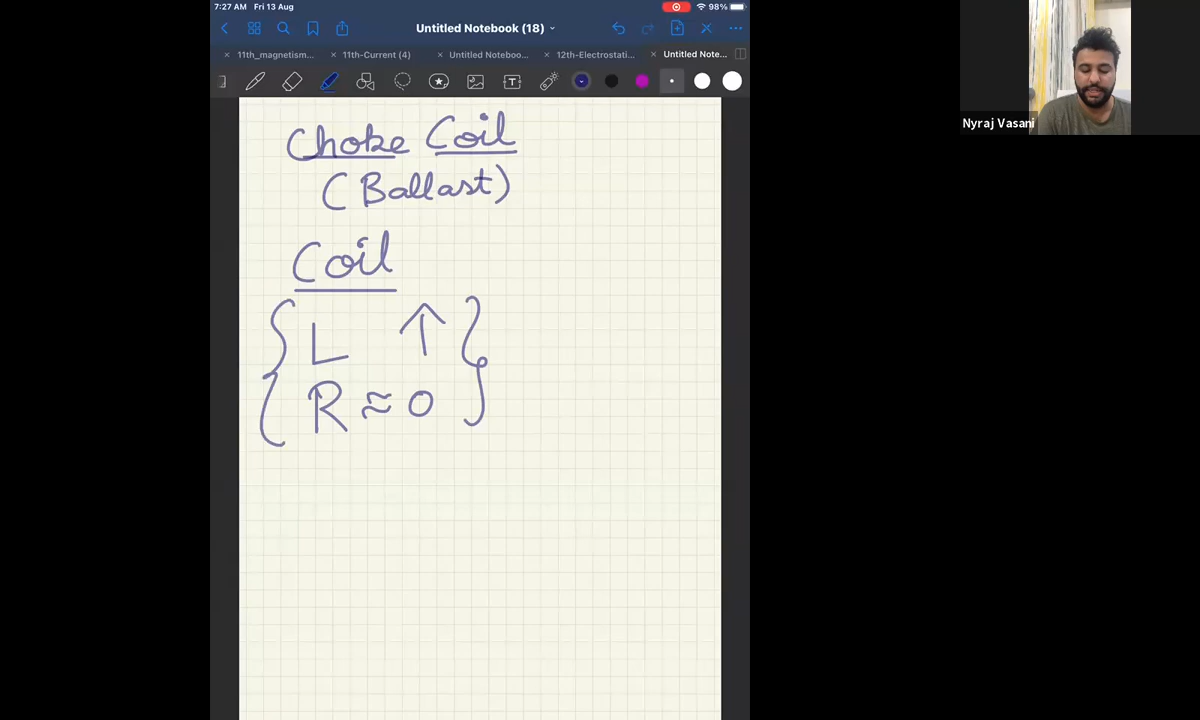 7:27 AM Fri 13 Aug
98%
Untitled Notebook (18)
11th_magnetism...
11th-Current (4)
Untitled Noteboo...
12th-Electrostati...
Untitled Note...
Nyraj Vasani
Choke Coil
(Ballast)
Coil
{ L ↑ }
R ≈ 0